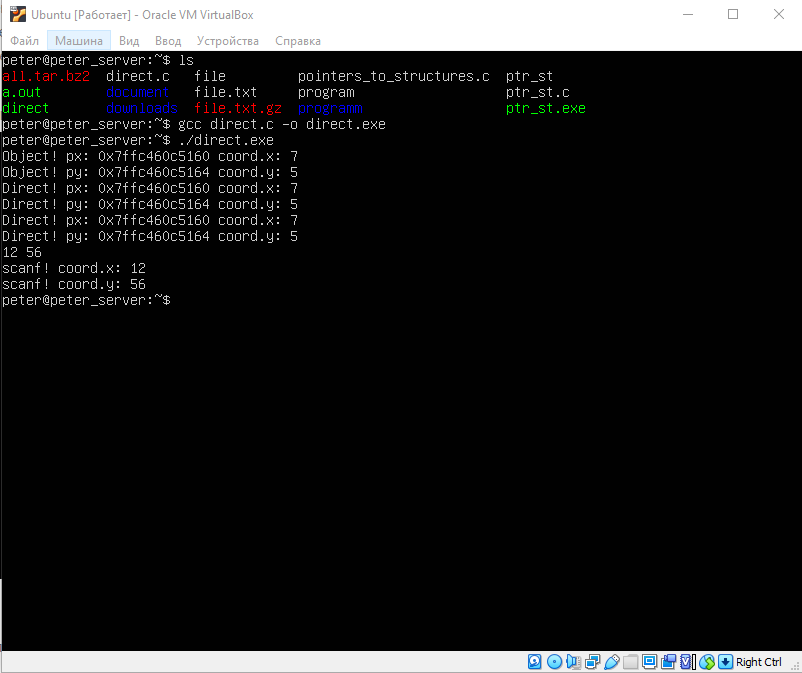 Ubuntu [Работает] - Oracle VM VirtualBox
Файл Машина Вид Ввод Устройства Справка
peter@peter_server:~$ ls
all.tar.bz2 direct.c file pointers_to_structures.c ptr_st
a.out document file.txt program ptr_st.c
direct downloads file.txt.gz programm ptr_st.exe
peter@peter_server:~$ gcc direct.c -o direct.exe
peter@peter_server:~$ ./direct.exe
Object! px: 0x7ffc460c5160 coord.x: 7
Object! py: 0x7ffc460c5164 coord.y: 5
Direct! px: 0x7ffc460c5160 coord.x: 7
Direct! py: 0x7ffc460c5164 coord.y: 5
Direct! px: 0x7ffc460c5160 coord.x: 7
Direct! py: 0x7ffc460c5164 coord.y: 5
12 56
scanf! coord.x: 12
scanf! coord.y: 56
peter@peter_server:~$
Right Ctrl